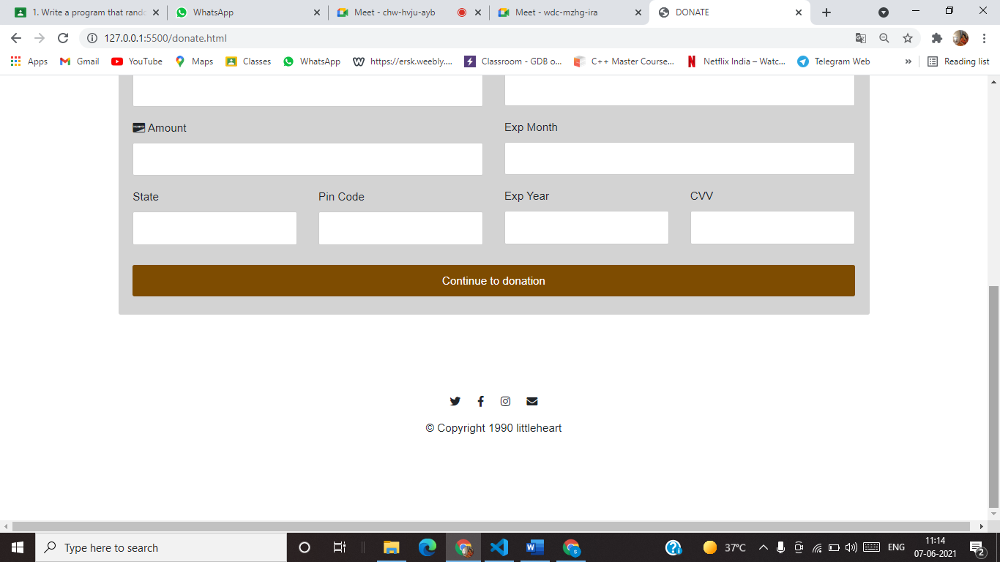 1. Write a program that rand
WhatsApp
Meet - chw-hvju-ayb
Meet - wdc-mzhg-ira
DONATE
127.0.0.1:5500/donate.html
Apps
Gmail
YouTube
Maps
Classes
WhatsApp
https://ersk.weebly....
Classroom - GDB o...
C++ Master Course...
Netflix India – Watc...
Telegram Web
»
Reading list
Amount
Exp Month
State
Pin Code
Exp Year
CVV
Continue to donation
© Copyright 1990 littleheart
Type here to search
37°C
ENG
11:14
07-06-2021
2